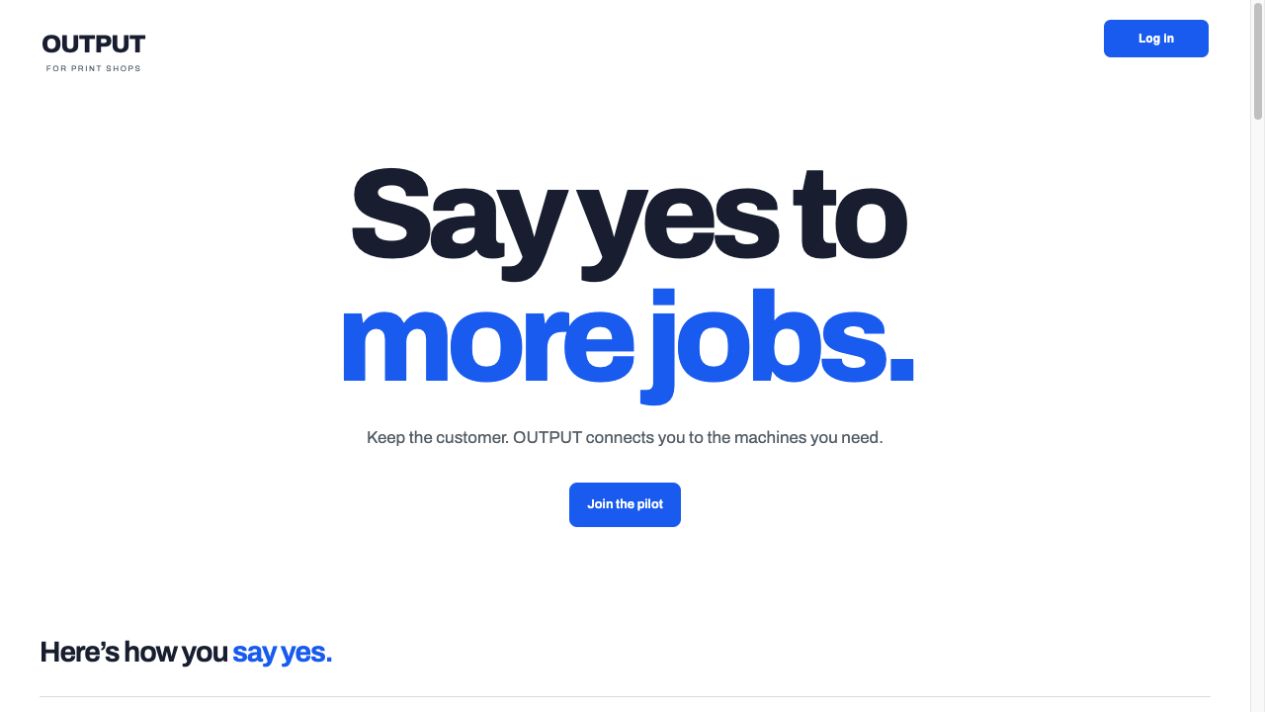 OUTPUT
FOR PRINT SHOPS
Log in
Say yes to
more jobs.
Keep the customer. OUTPUT connects you to the machines you need.
Join the pilot
Here’s how you say yes.